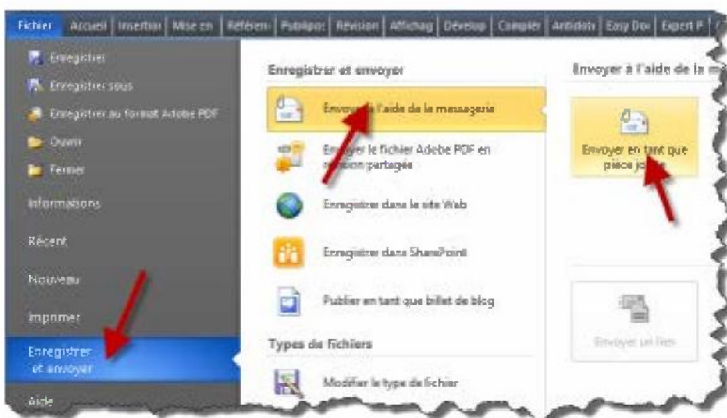 Fichier Accueil Insertion Mise en Référen Publipos Révision Affichag Dévelop Complér Antidote Easy Doc Expert P
Enregistrer
Enregistrer sous
Enregistrer au format Adobe PDF
Ouvrir
Fermer
Informations
Récent
Nouveau
Imprimer
Enregistrer
et envoyer
Aide
Enregistrer et envoyer
Envoyer à l'aide de la messagerie
Envoyer le fichier Adobe PDF en
révision partagée
Enregistrer dans le site Web
Enregistrer dans SharePoint
Publier en tant que billet de blog
Types de fichiers
Modifier le type de fichier
Envoyer à l'aide de la m
Envoyer en tant que
pièce jointe
Envoyer un lien